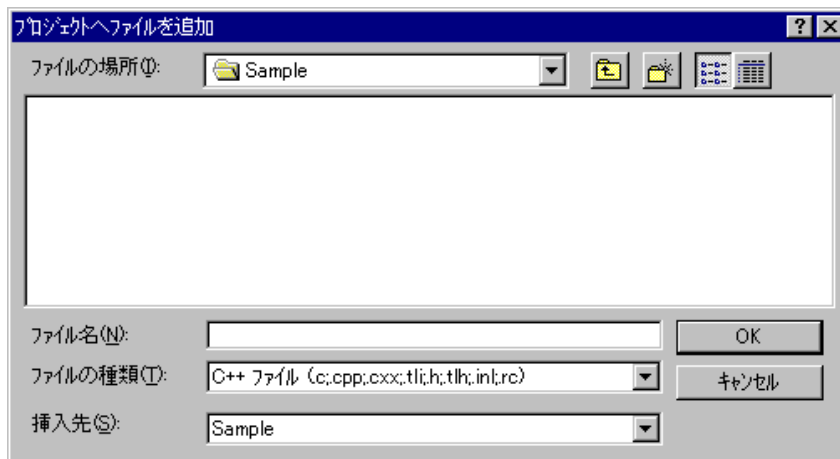 プロジェクトへファイルを追加
ファイルの場所(I):
Sample
ファイル名(N):
OK
ファイルの種類(T):
C++ ファイル (c;.cpp;.cxx;.tli;.h;.tlh;.inl;.rc)
キャンセル
挿入先(S):
Sample